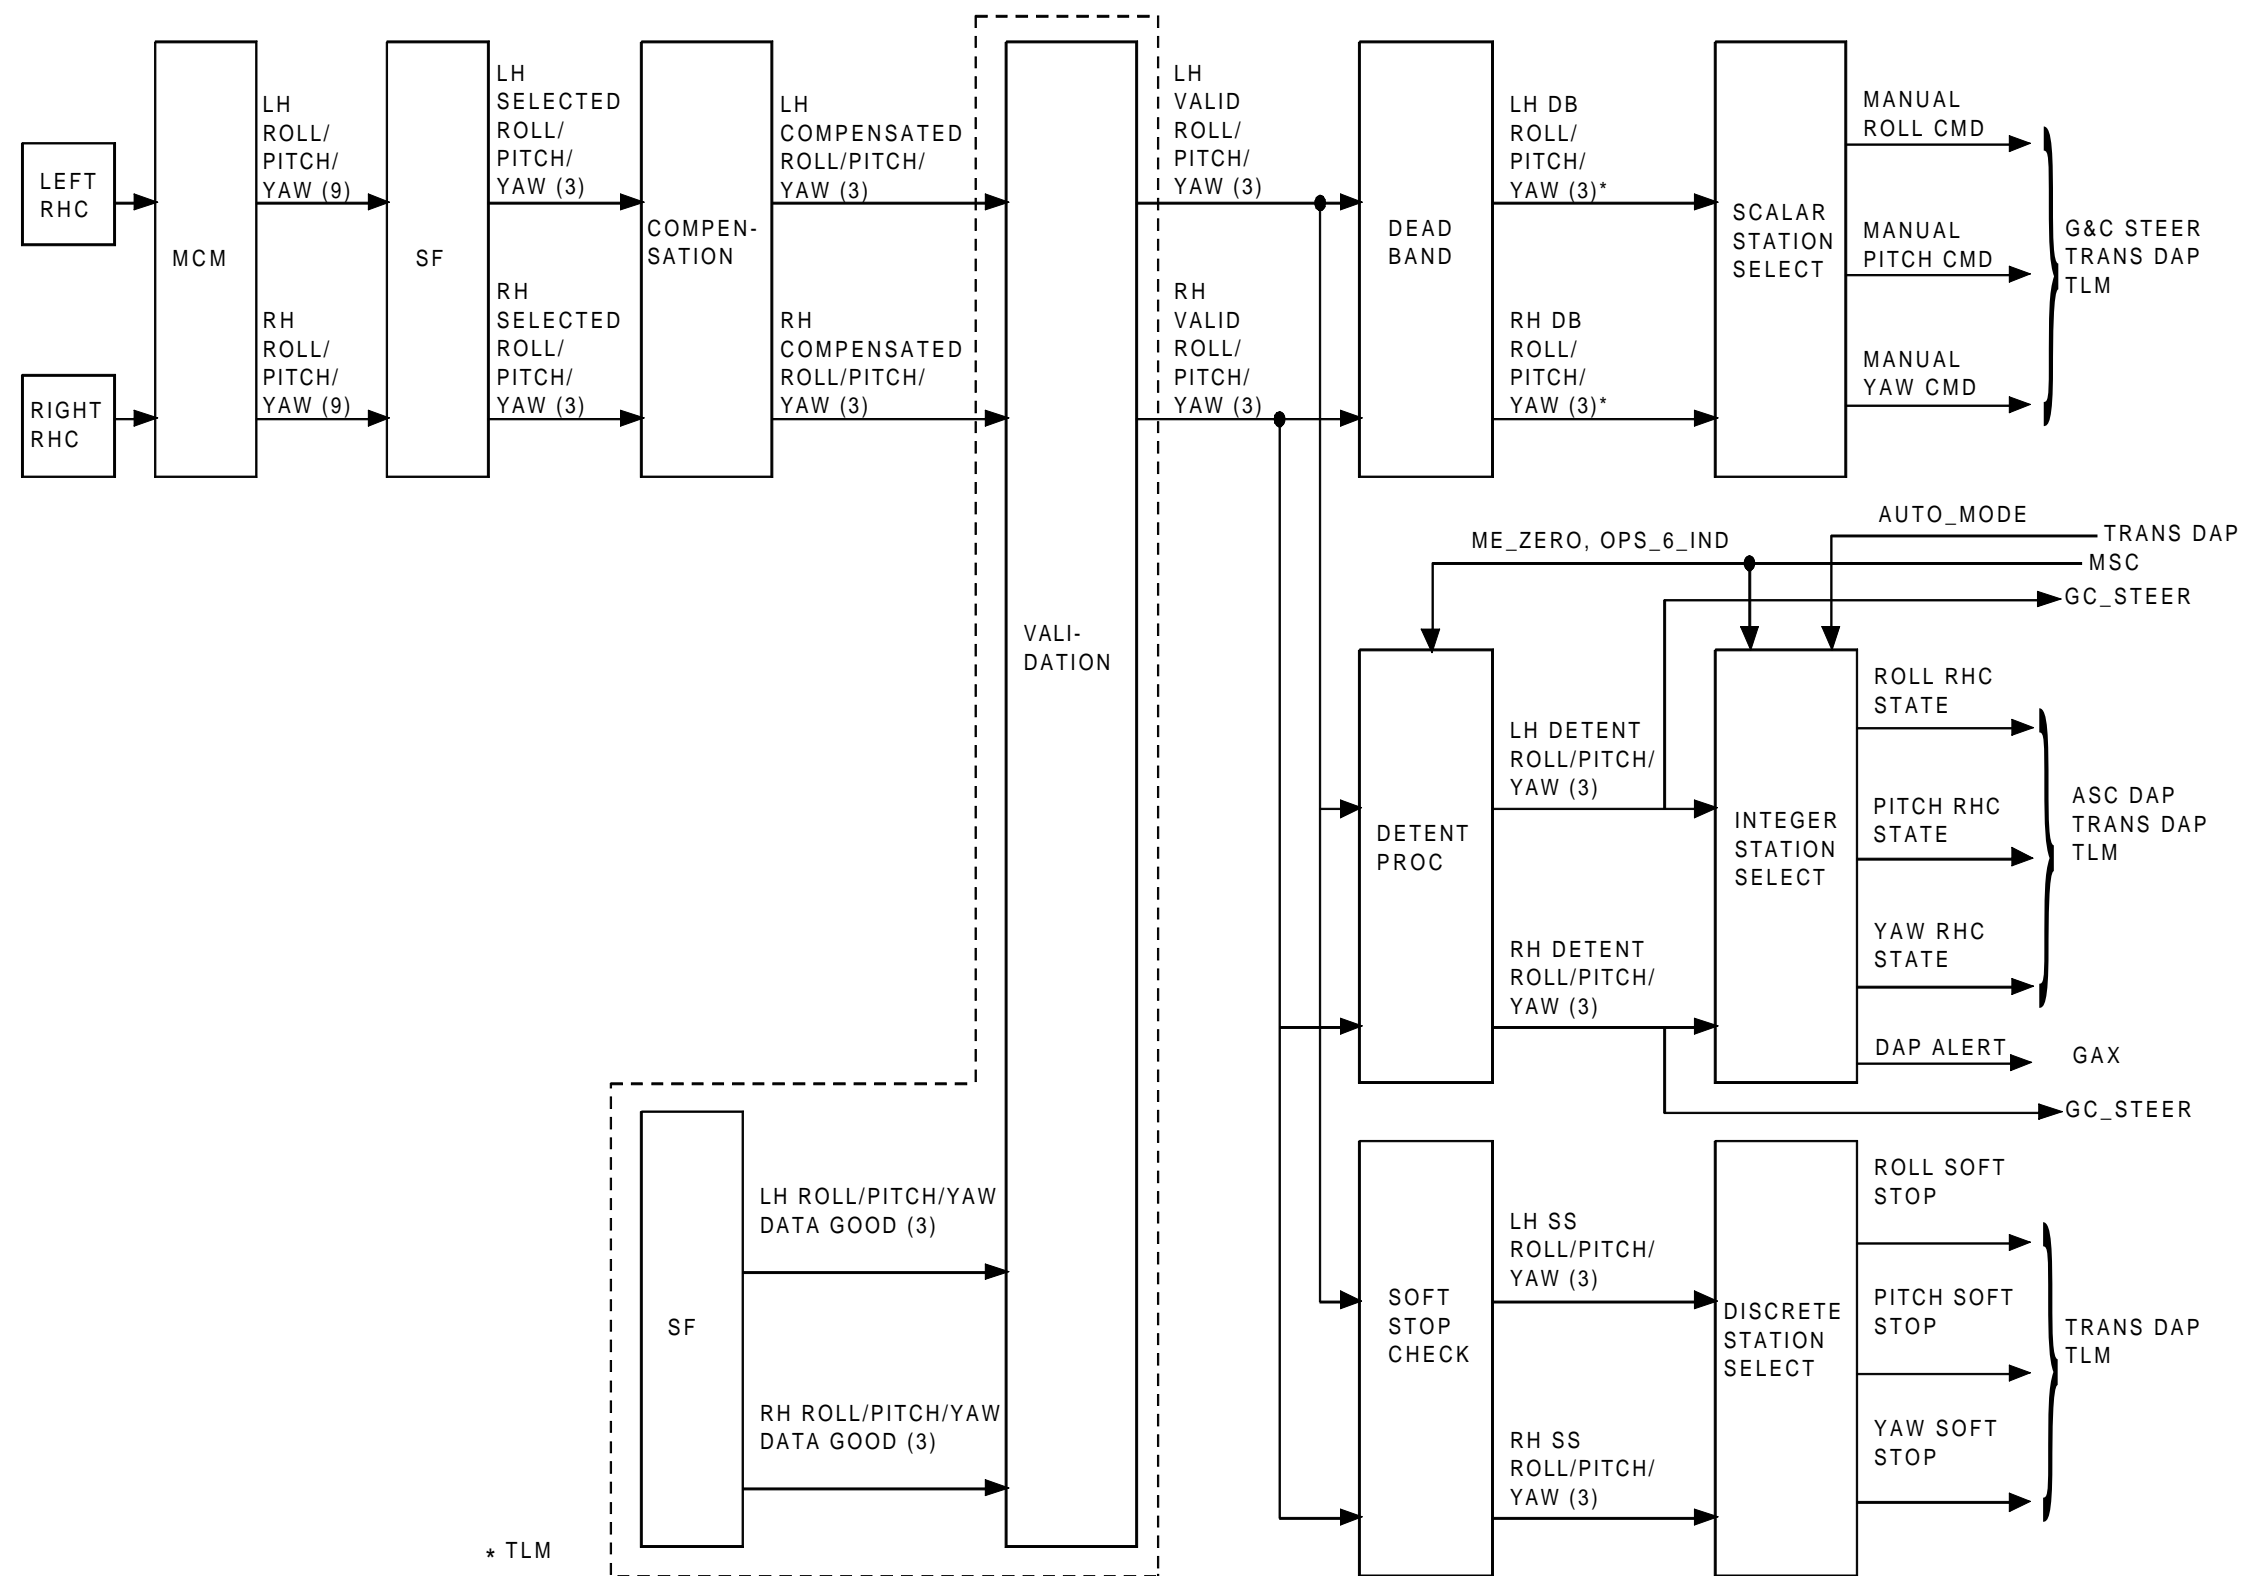 LEFT
RHC
RIGHT
RHC
MCM
LH
ROLL/
PITCH/
YAW (9)
RH
ROLL/
PITCH/
YAW (9)
SF
LH
SELECTED
ROLL/
PITCH/
YAW (3)
RH
SELECTED
ROLL/
PITCH/
YAW (3)
COMPEN-
SATION
LH
COMPENSATED
ROLL/PITCH/
YAW (3)
RH
COMPENSATED
ROLL/PITCH/
YAW (3)
VALI-
DATION
SF
LH ROLL/PITCH/YAW
DATA GOOD (3)
RH ROLL/PITCH/YAW
DATA GOOD (3)
LH
VALID
ROLL/
PITCH/
YAW (3)
RH
VALID
ROLL/
PITCH/
YAW (3)
DEAD
BAND
LH DB
ROLL/
PITCH/
YAW (3)*
RH DB
ROLL/
PITCH/
YAW (3)*
SCALAR
STATION
SELECT
MANUAL
ROLL CMD
MANUAL
PITCH CMD
MANUAL
YAW CMD
G&C STEER
TRANS DAP
TLM
AUTO_MODE
TRANS DAP
ME_ZERO, OPS_6_IND
MSC
GC_STEER
DETENT
PROC
LH DETENT
ROLL/PITCH/
YAW (3)
RH DETENT
ROLL/PITCH/
YAW (3)
INTEGER
STATION
SELECT
ROLL RHC
STATE
PITCH RHC
STATE
YAW RHC
STATE
ASC DAP
TRANS DAP
TLM
DAP ALERT
GAX
GC_STEER
SOFT
STOP
CHECK
LH SS
ROLL/PITCH/
YAW (3)
RH SS
ROLL/PITCH/
YAW (3)
DISCRETE
STATION
SELECT
ROLL SOFT
STOP
PITCH SOFT
STOP
YAW SOFT
STOP
TRANS DAP
TLM
* TLM